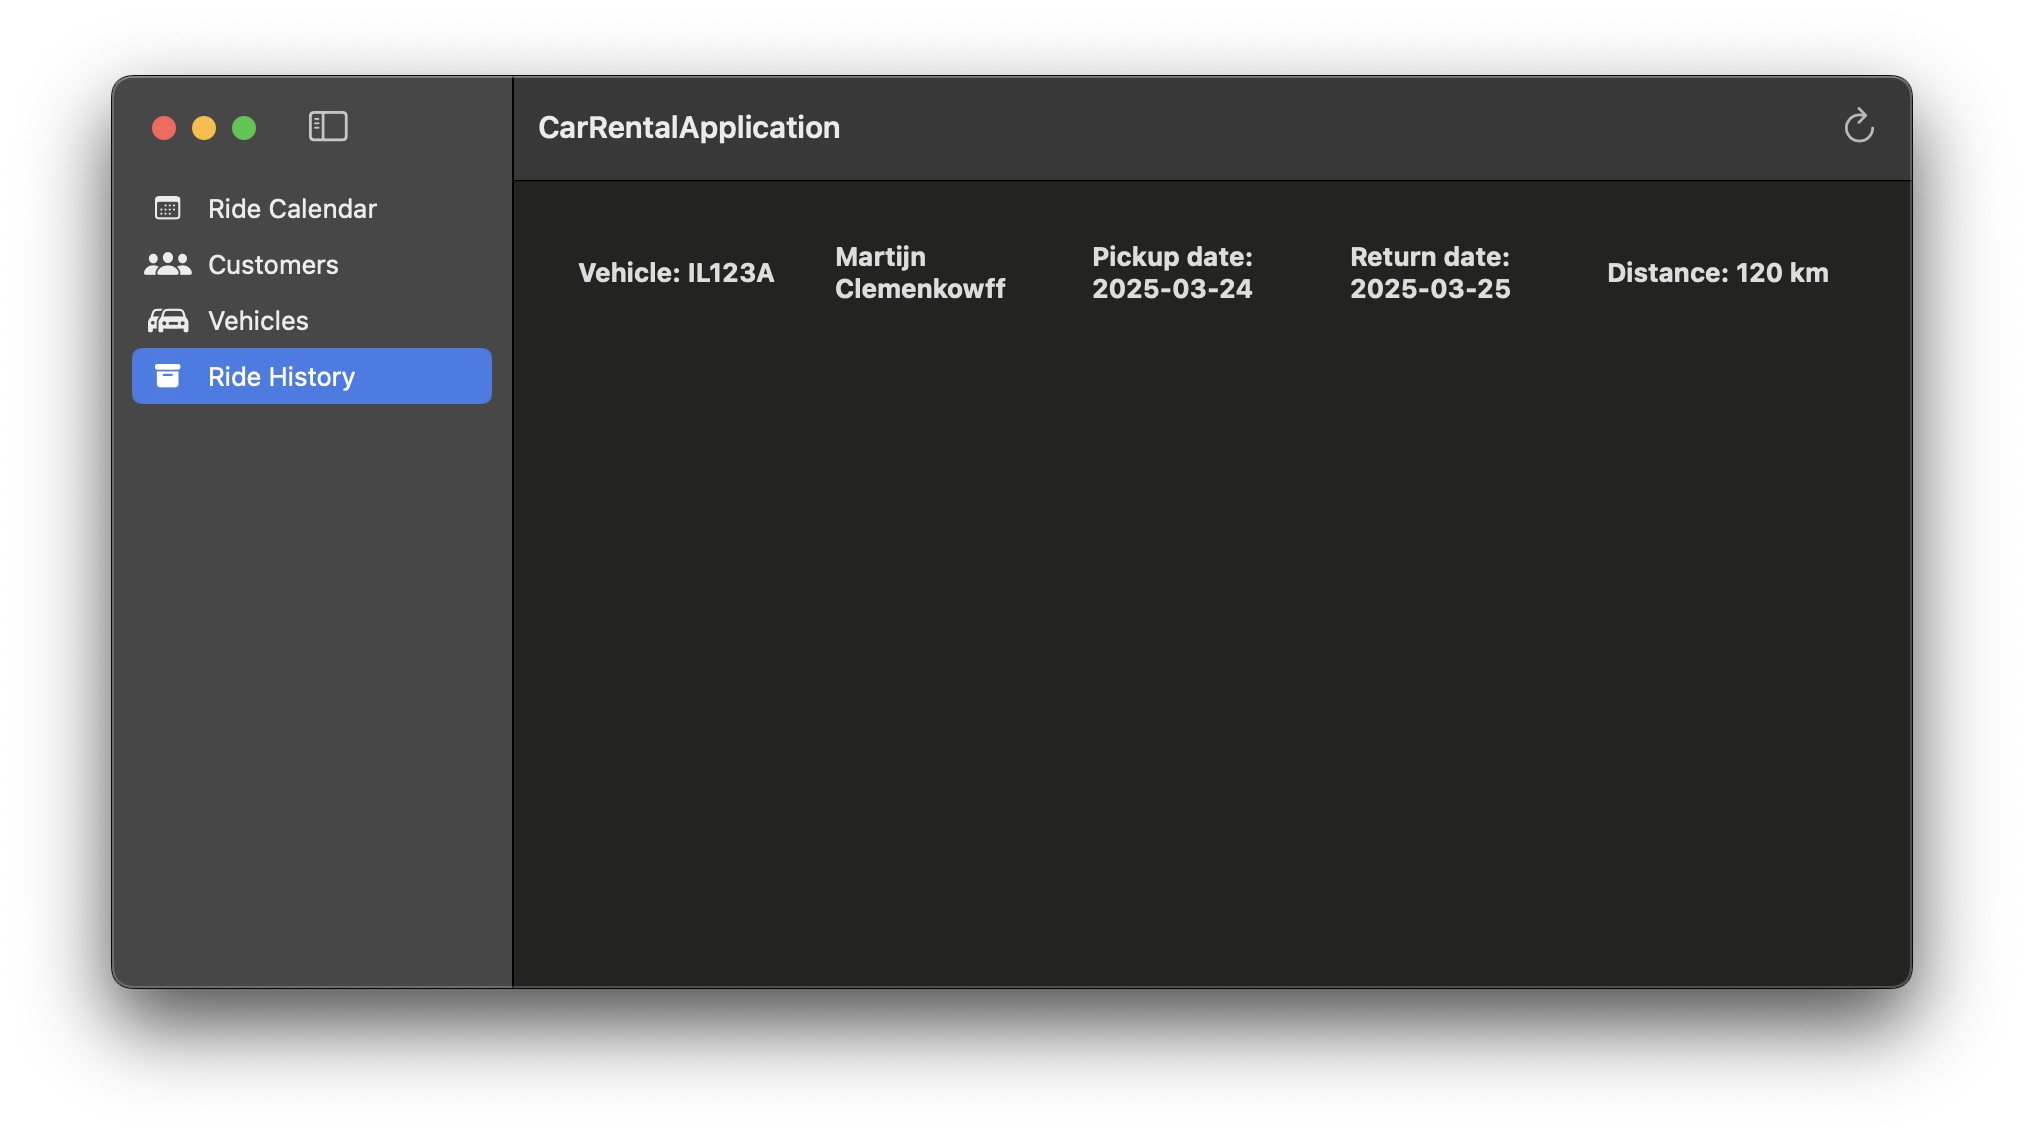 CarRentalApplication
Ride Calendar
Customers
Vehicles
Ride History
Vehicle: IL123A
Martijn
Clemenkowff
Pickup date:
2025-03-24
Return date:
2025-03-25
Distance: 120 km